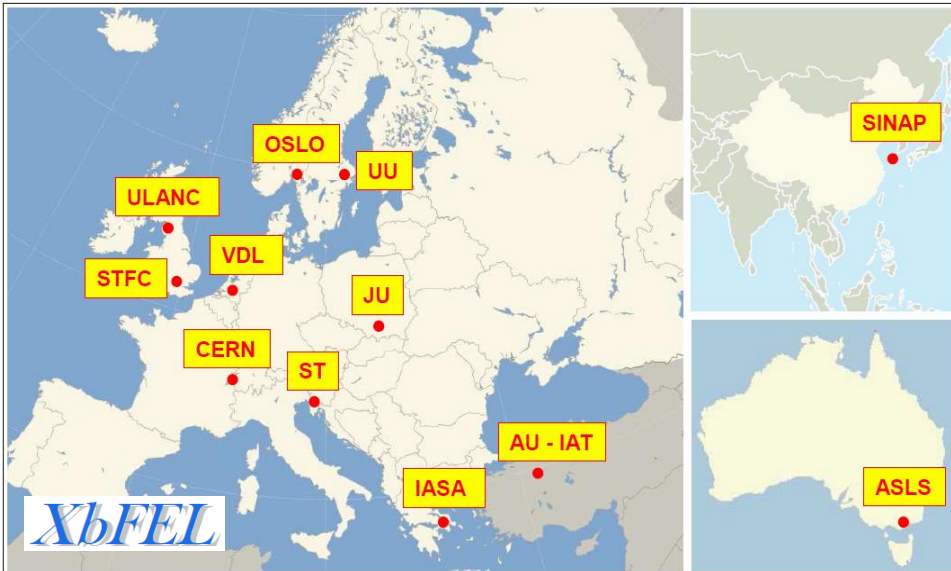 OSLO
UU
ULANC
STFC
VDL
JU
CERN
ST
AU - IAT
IASA
XbFEL
SINAP
ASLS